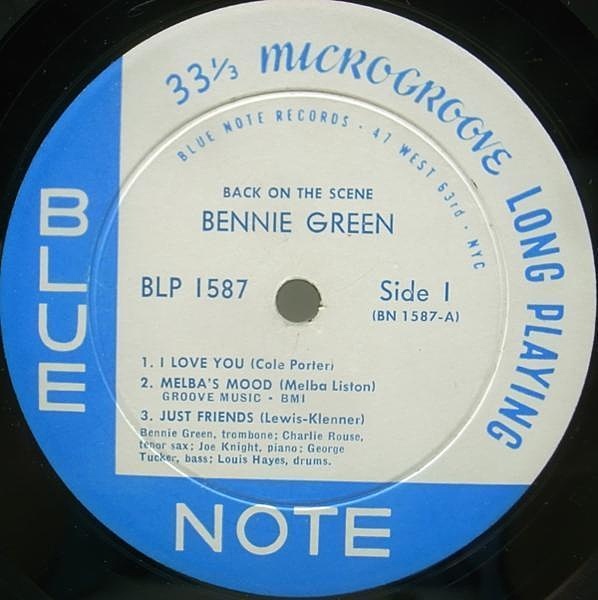 33⅓ MICROGROOVE LONG PLAYING
BLUE NOTE RECORDS · 47 WEST 63rd · NYC
BACK ON THE SCENE
BENNIE GREEN
BLP 1587
Side 1
(BN 1587-A)
1. I LOVE YOU (Cole Porter)
2. MELBA'S MOOD (Melba Liston)
GROOVE MUSIC - BMI
3. JUST FRIENDS (Lewis-Klenner)
Bennie Green, trombone; Charlie Rouse,
tenor sax; Joe Knight, piano; George
Tucker, bass; Louis Hayes, drums.
BLUE
NOTE